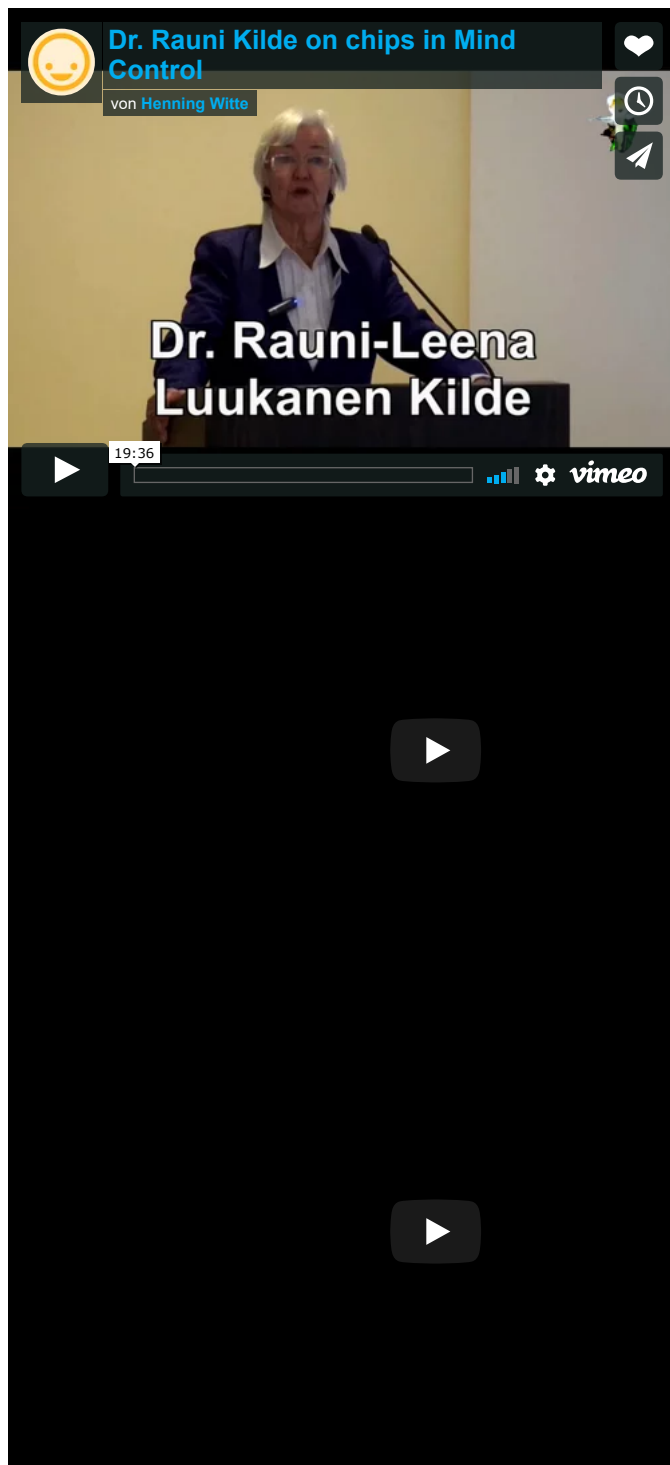 Dr. Rauni Kilde on chips in Mind
Control
von Henning Witte
Dr. Rauni-Leena
Luukanen Kilde
19:36
vimeo